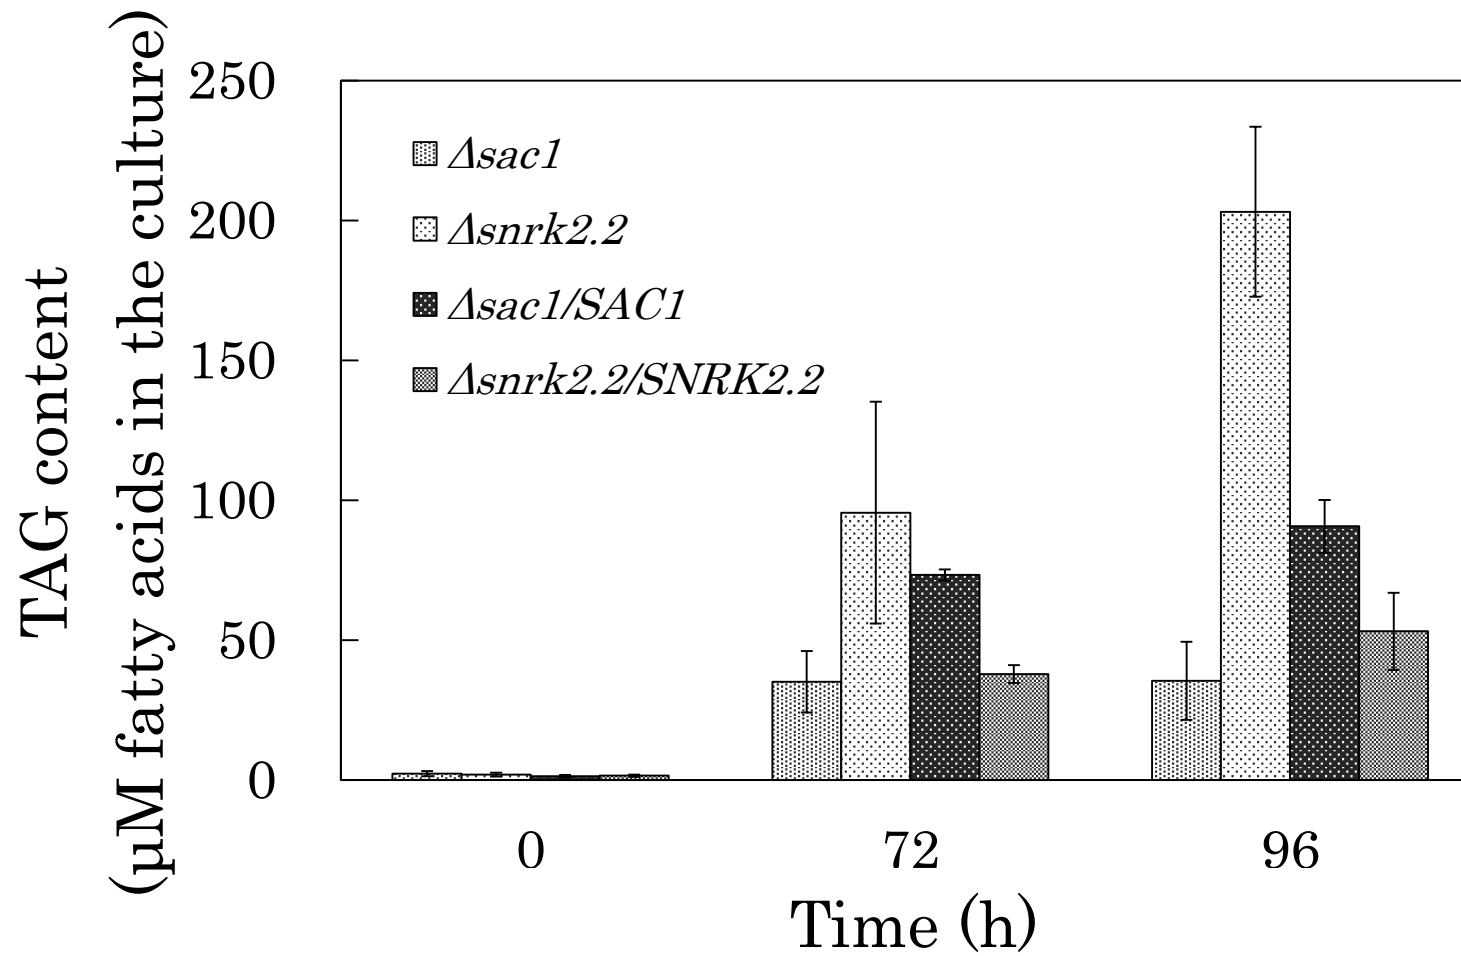 TAG content
(μM fatty acids in the culture)
250
200
150
100
50
0
Δsac1
Δsnrk2.2
Δsac1/SAC1
Δsnrk2.2/SNRK2.2
0 72 96
Time (h)